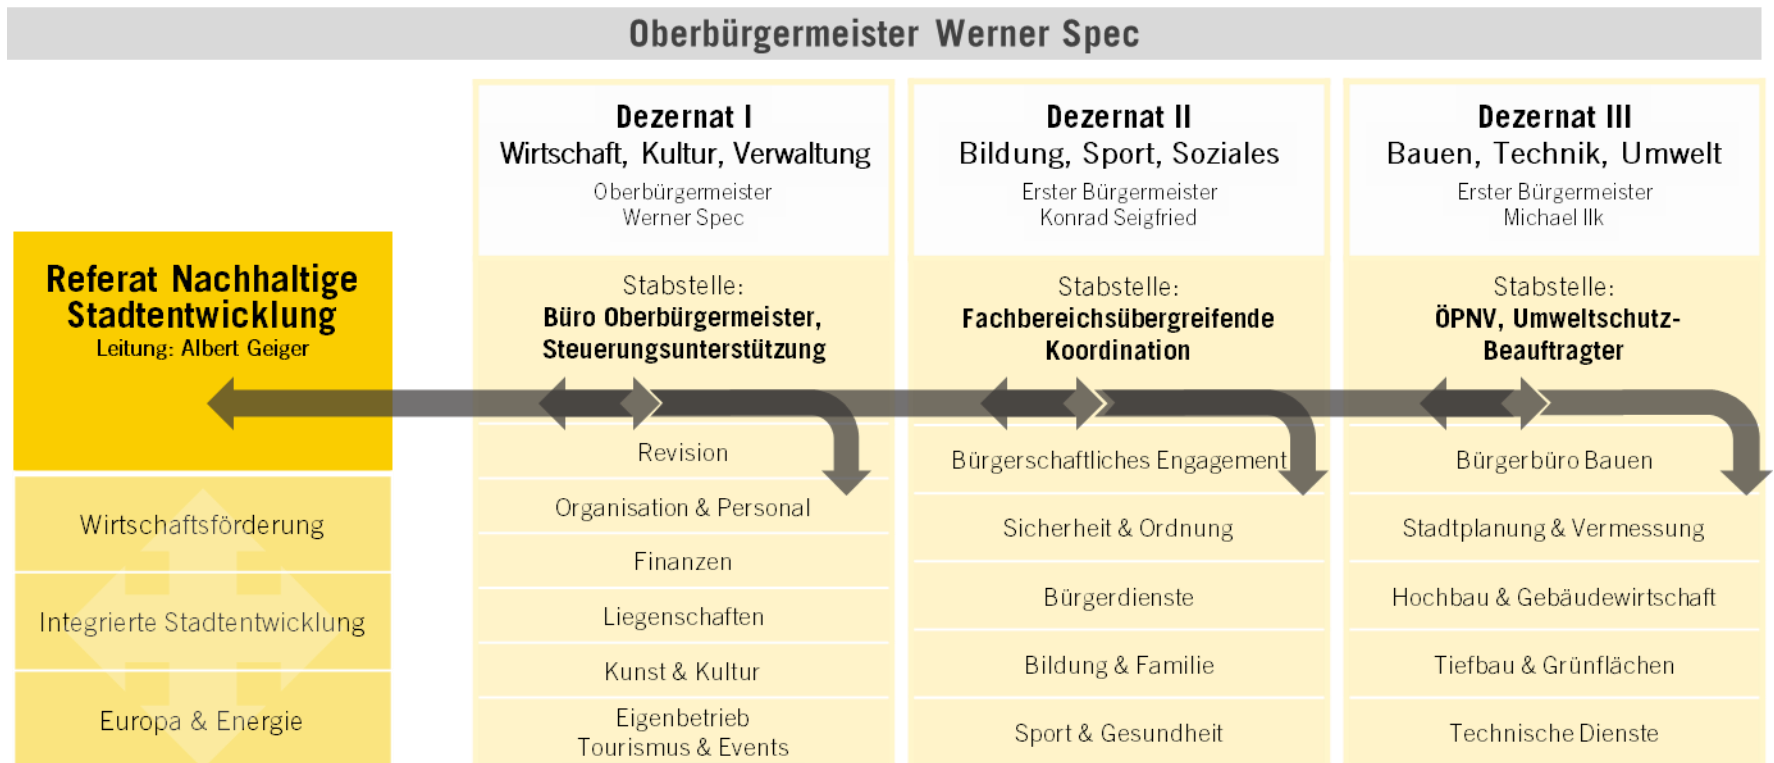 Oberbürgermeister Werner Spec
Referat Nachhaltige
Stadtentwicklung
Leitung: Albert Geiger
Wirtschaftsförderung
Integrierte Stadtentwicklung
Europa & Energie
Dezernat I
Wirtschaft, Kultur, Verwaltung
Oberbürgermeister
Werner Spec
Stabstelle:
Büro Oberbürgermeister,
Steuerungsunterstützung
Revision
Organisation & Personal
Finanzen
Liegenschaften
Kunst & Kultur
Eigenbetrieb
Tourismus & Events
Dezernat II
Bildung, Sport, Soziales
Erster Bürgermeister
Konrad Seigfried
Stabstelle:
Fachbereichsübergreifende
Koordination
Bürgerschaftliches Engagement
Sicherheit & Ordnung
Bürgerdienste
Bildung & Familie
Sport & Gesundheit
Dezernat III
Bauen, Technik, Umwelt
Erster Bürgermeister
Michael Ilk
Stabstelle:
ÖPNV, Umweltschutz-
Beauftragter
Bürgerbüro Bauen
Stadtplanung & Vermessung
Hochbau & Gebäudewirtschaft
Tiefbau & Grünflächen
Technische Dienste